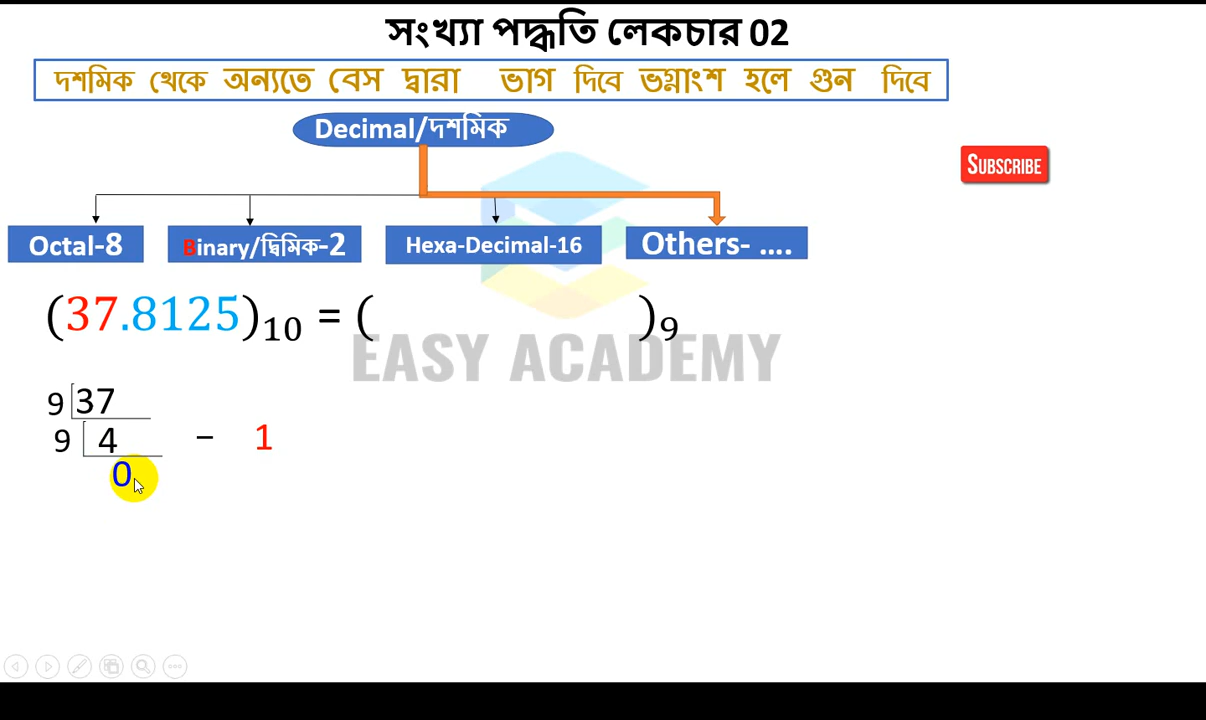 সংখ্যা পদ্ধতি লেকচার 02
দশমিক থেকে অন্যতে বেস দ্বারা ভাগ দিবে ভগ্নাংশ হলে গুন দিবে
Decimal/দশমিক
SUBSCRIBE
Octal-8 Binary/দ্বিমিক-2 Hexa-Decimal-16 Others- ....
(37.8125)₁₀ = ( )₉
EASY ACADEMY
9 37
9 4 - 1
0